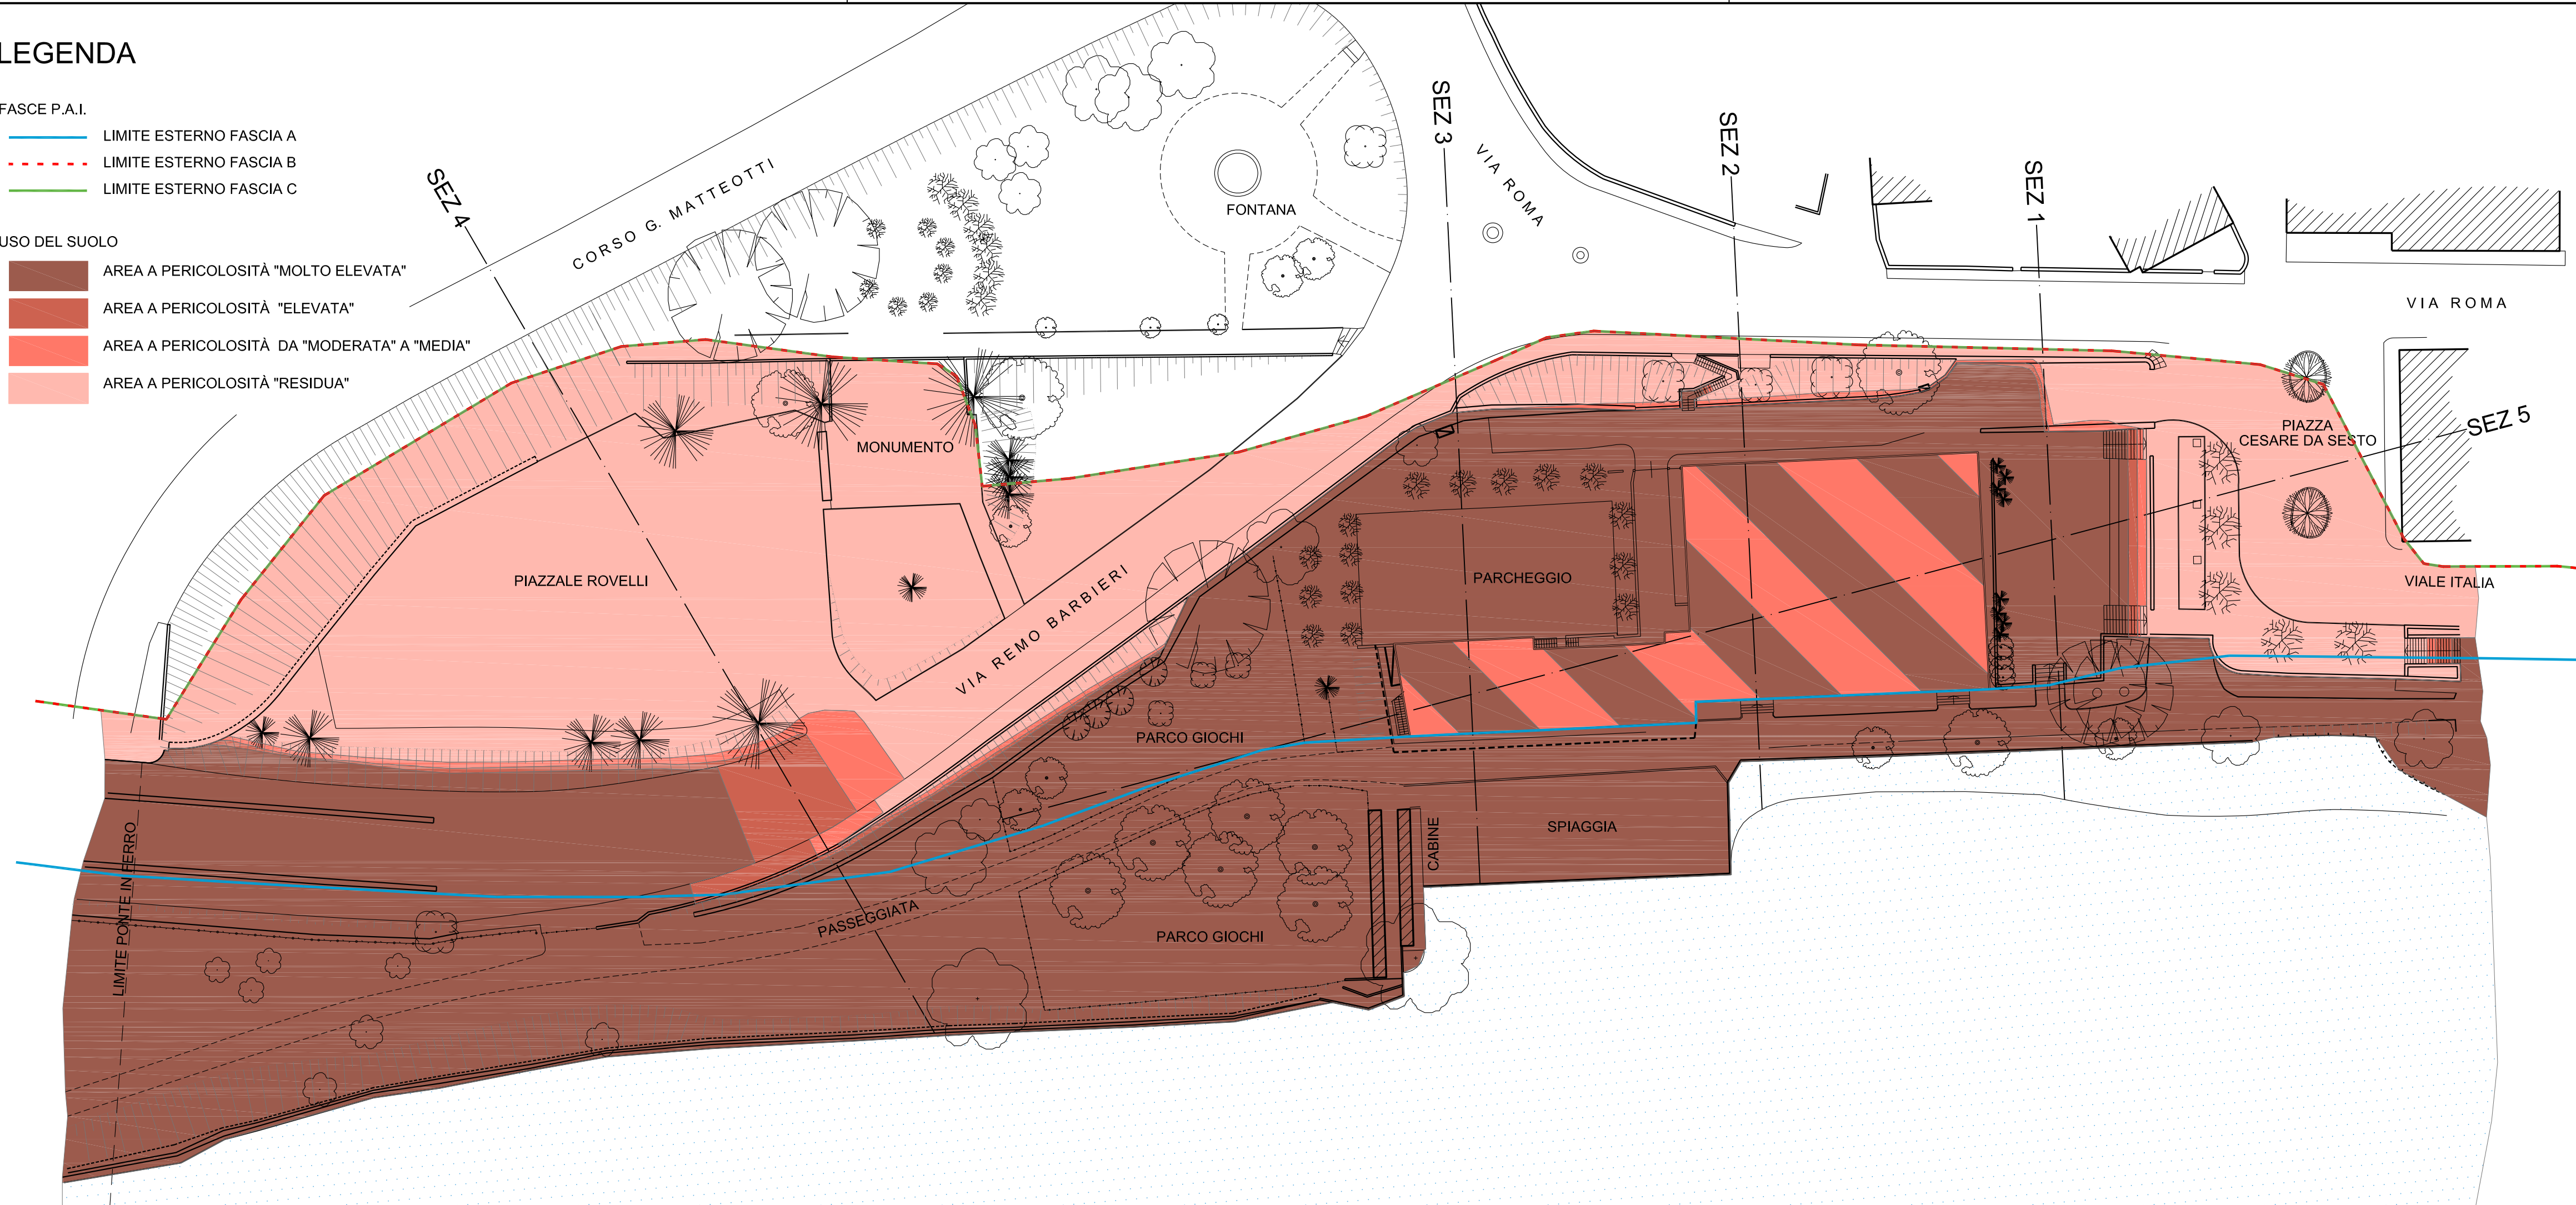 LEGENDA
FASCE P.A.I.
LIMITE ESTERNO FASCIA A
LIMITE ESTERNO FASCIA B
LIMITE ESTERNO FASCIA C
USO DEL SUOLO
AREA A PERICOLOSITÀ "MOLTO ELEVATA"
AREA A PERICOLOSITÀ "ELEVATA"
AREA A PERICOLOSITÀ DA "MODERATA" A "MEDIA"
AREA A PERICOLOSITÀ "RESIDUA"
SEZ 4
CORSO G. MATTEOTTI
FONTANA
SEZ 3
VIA ROMA
SEZ 2
SEZ 1
VIA ROMA
SEZ 5
PIAZZA
CESARE DA SESTO
VIALE ITALIA
MONUMENTO
PIAZZALE ROVELLI
VIA REMO BARBIERI
PARCHEGGIO
PARCO GIOCHI
SPIAGGIA
CABINE
LIMITE PONTE IN FERRO
PASSEGGIATA
PARCO GIOCHI